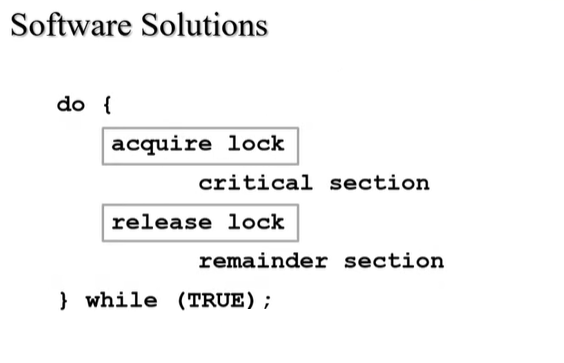 Software Solutions
do {
acquire lock
critical section
release lock
remainder section
} while (TRUE);